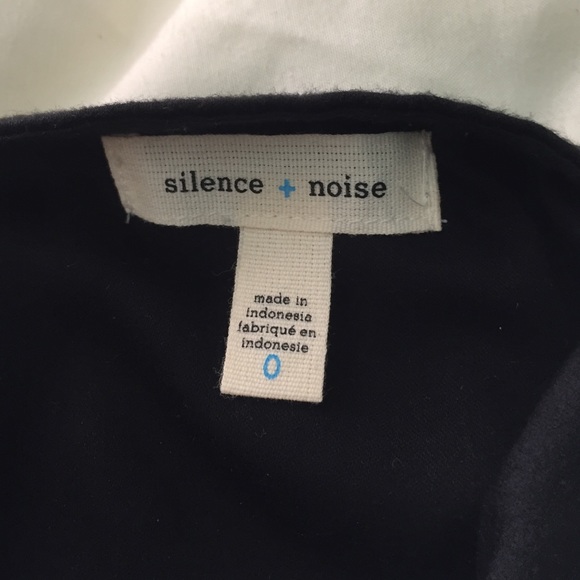 silence + noise
made in
indonesia
fabriqué en
indonesie
0